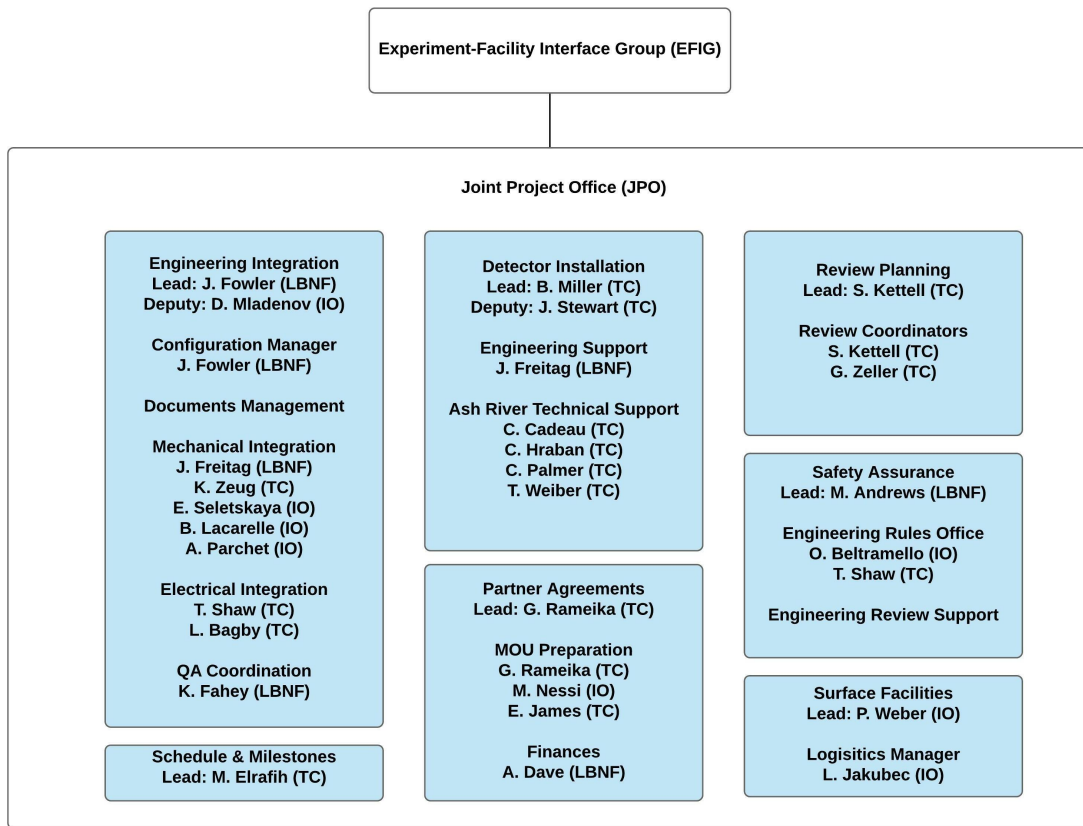 Experiment-Facility Interface Group (EFIG)
Joint Project Office (JPO)
Engineering Integration
Lead: J. Fowler (LBNF)
Deputy: D. Mladenov (IO)
Configuration Manager
J. Fowler (LBNF)
Documents Management
Mechanical Integration
J. Freitag (LBNF)
K. Zeug (TC)
E. Seletskaya (IO)
B. Lacarelle (IO)
A. Parchet (IO)
Electrical Integration
T. Shaw (TC)
L. Bagby (TC)
QA Coordination
K. Fahey (LBNF)
Schedule & Milestones
Lead: M. Elrafih (TC)
Detector Installation
Lead: B. Miller (TC)
Deputy: J. Stewart (TC)
Engineering Support
J. Freitag (LBNF)
Ash River Technical Support
C. Cadeau (TC)
C. Hraban (TC)
C. Palmer (TC)
T. Weiber (TC)
Partner Agreements
Lead: G. Rameika (TC)
MOU Preparation
G. Rameika (TC)
M. Nessi (IO)
E. James (TC)
Finances
A. Dave (LBNF)
Review Planning
Lead: S. Kettell (TC)
Review Coordinators
S. Kettell (TC)
G. Zeller (TC)
Safety Assurance
Lead: M. Andrews (LBNF)
Engineering Rules Office
O. Beltramello (IO)
T. Shaw (TC)
Engineering Review Support
Surface Facilities
Lead: P. Weber (IO)
Logisitics Manager
L. Jakubec (IO)